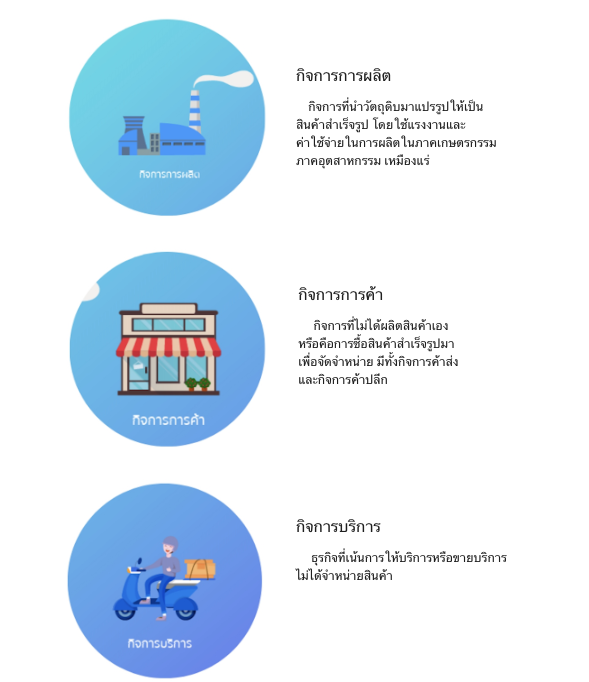 กิจการการผลิต
กิจการที่นำวัตถุดิบมาแปรรูปให้เป็น
สินค้าสำเร็จรูป โดยใช้แรงงานและ
ค่าใช้จ่ายในการผลิตในภาคเกษตรกรรม
ภาคอุตสาหกรรม เหมืองแร่
กิจการการผลิต
กิจการการค้า
กิจการที่ไม่ได้ผลิตสินค้าเอง
หรือคือการซื้อสินค้าสำเร็จรูปมา
เพื่อจัดจำหน่าย มีทั้งกิจการค้าส่ง
และกิจการค้าปลีก
กิจการการค้า
กิจการบริการ
ธุรกิจที่เน้นการให้บริการหรือขายบริการ
ไม่ได้จำหน่ายสินค้า
กิจการบริการ